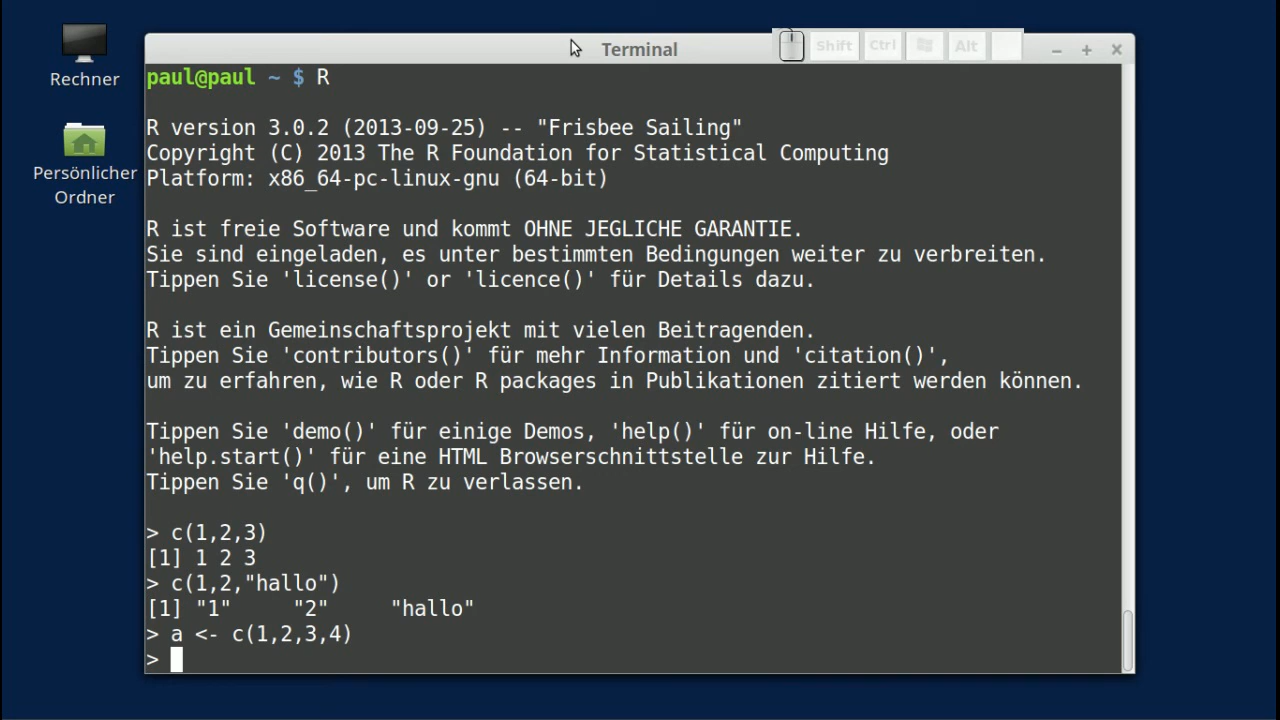 Rechner
Persönlicher
Ordner
Terminal
Shift
Ctrl
Alt
paul@paul ~ $ R
R version 3.0.2 (2013-09-25) -- "Frisbee Sailing"
Copyright (C) 2013 The R Foundation for Statistical Computing
Platform: x86_64-pc-linux-gnu (64-bit)
R ist freie Software und kommt OHNE JEGLICHE GARANTIE.
Sie sind eingeladen, es unter bestimmten Bedingungen weiter zu verbreiten.
Tippen Sie 'license()' or 'licence()' für Details dazu.
R ist ein Gemeinschaftsprojekt mit vielen Beitragenden.
Tippen Sie 'contributors()' für mehr Information und 'citation()',
um zu erfahren, wie R oder R packages in Publikationen zitiert werden können.
Tippen Sie 'demo()' für einige Demos, 'help()' für on-line Hilfe, oder
'help.start()' für eine HTML Browserschnittstelle zur Hilfe.
Tippen Sie 'q()', um R zu verlassen.
> c(1,2,3)
[1] 1 2 3
> c(1,2,"hallo")
[1] "1"     "2"     "hallo"
> a <- c(1,2,3,4)
>